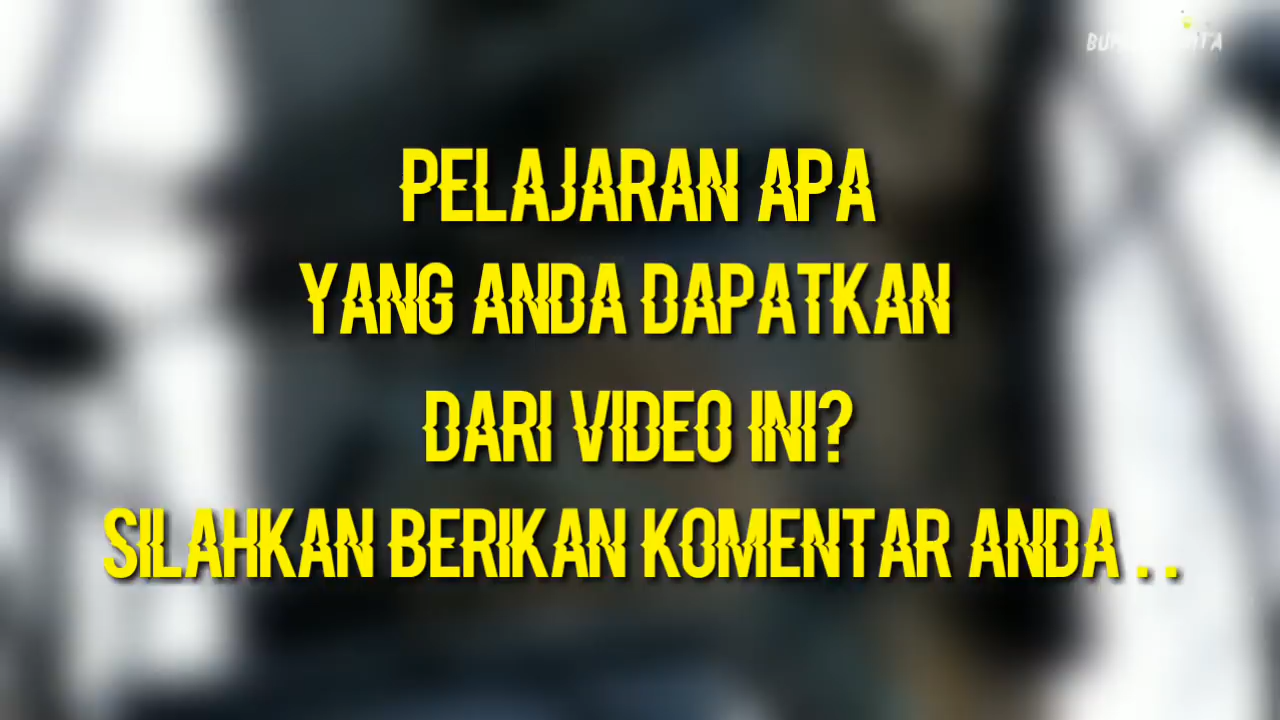 PELAJARAN APA
YANG ANDA DAPATKAN
DARI VIDEO INI?
SILAHKAN BERIKAN KOMENTAR ANDA . .